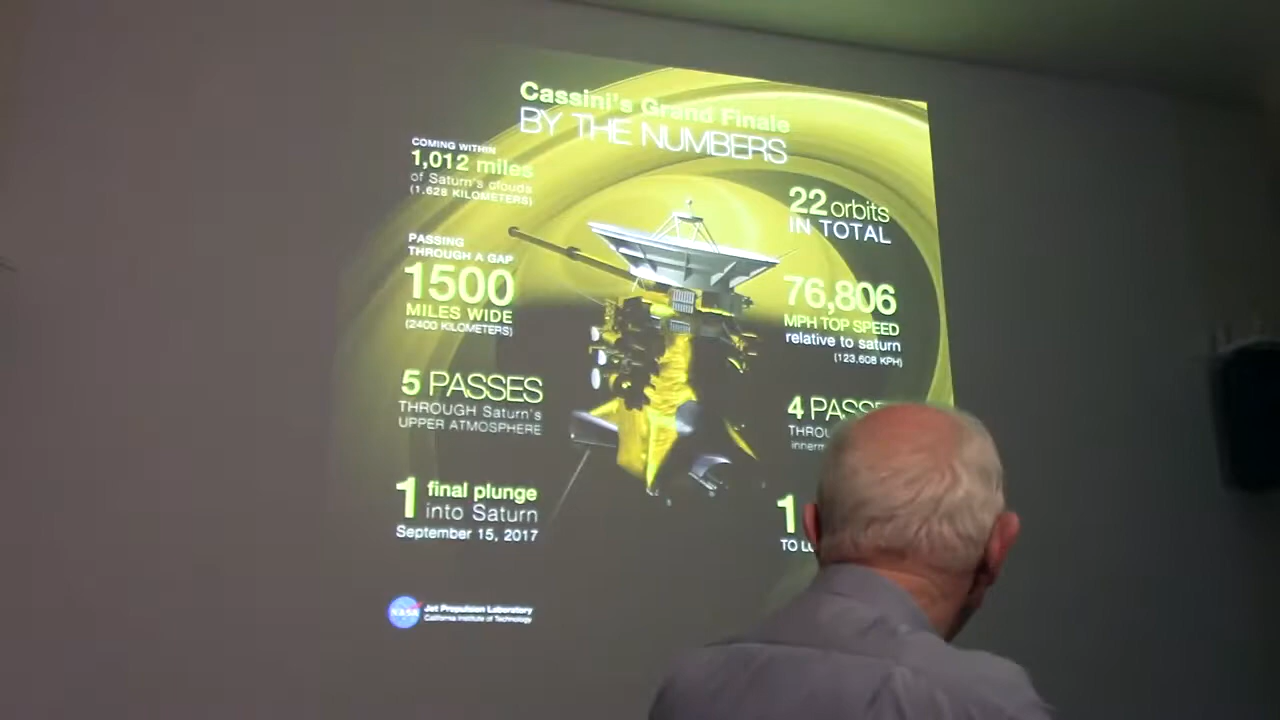 Cassini's Grand Finale
BY THE NUMBERS
COMING WITHIN
1,012 miles
of Saturn's clouds
(1,628 KILOMETERS)
PASSING
THROUGH A GAP
1500
MILES WIDE
(2400 KILOMETERS)
5 PASSES
THROUGH Saturn's
UPPER ATMOSPHERE
1 final plunge
into Saturn
September 15, 2017
22 orbits
IN TOTAL
76,806
MPH TOP SPEED
relative to saturn
(123,608 KPH)
4
1
TO
NASA
Jet Propulsion Laboratory
California Institute of Technology